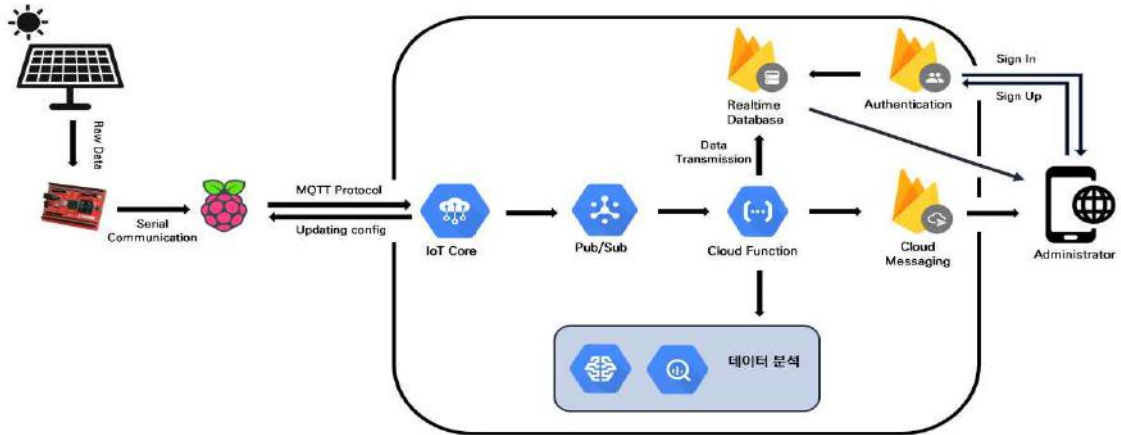 Raw Data
Serial
Communication
MQTT Protocol
Updating config
IoT Core
Pub/Sub
Cloud Function
Data
Transmission
Realtime
Database
Authentication
Sign In
Sign Up
Cloud
Messaging
Administrator
데이터 분석